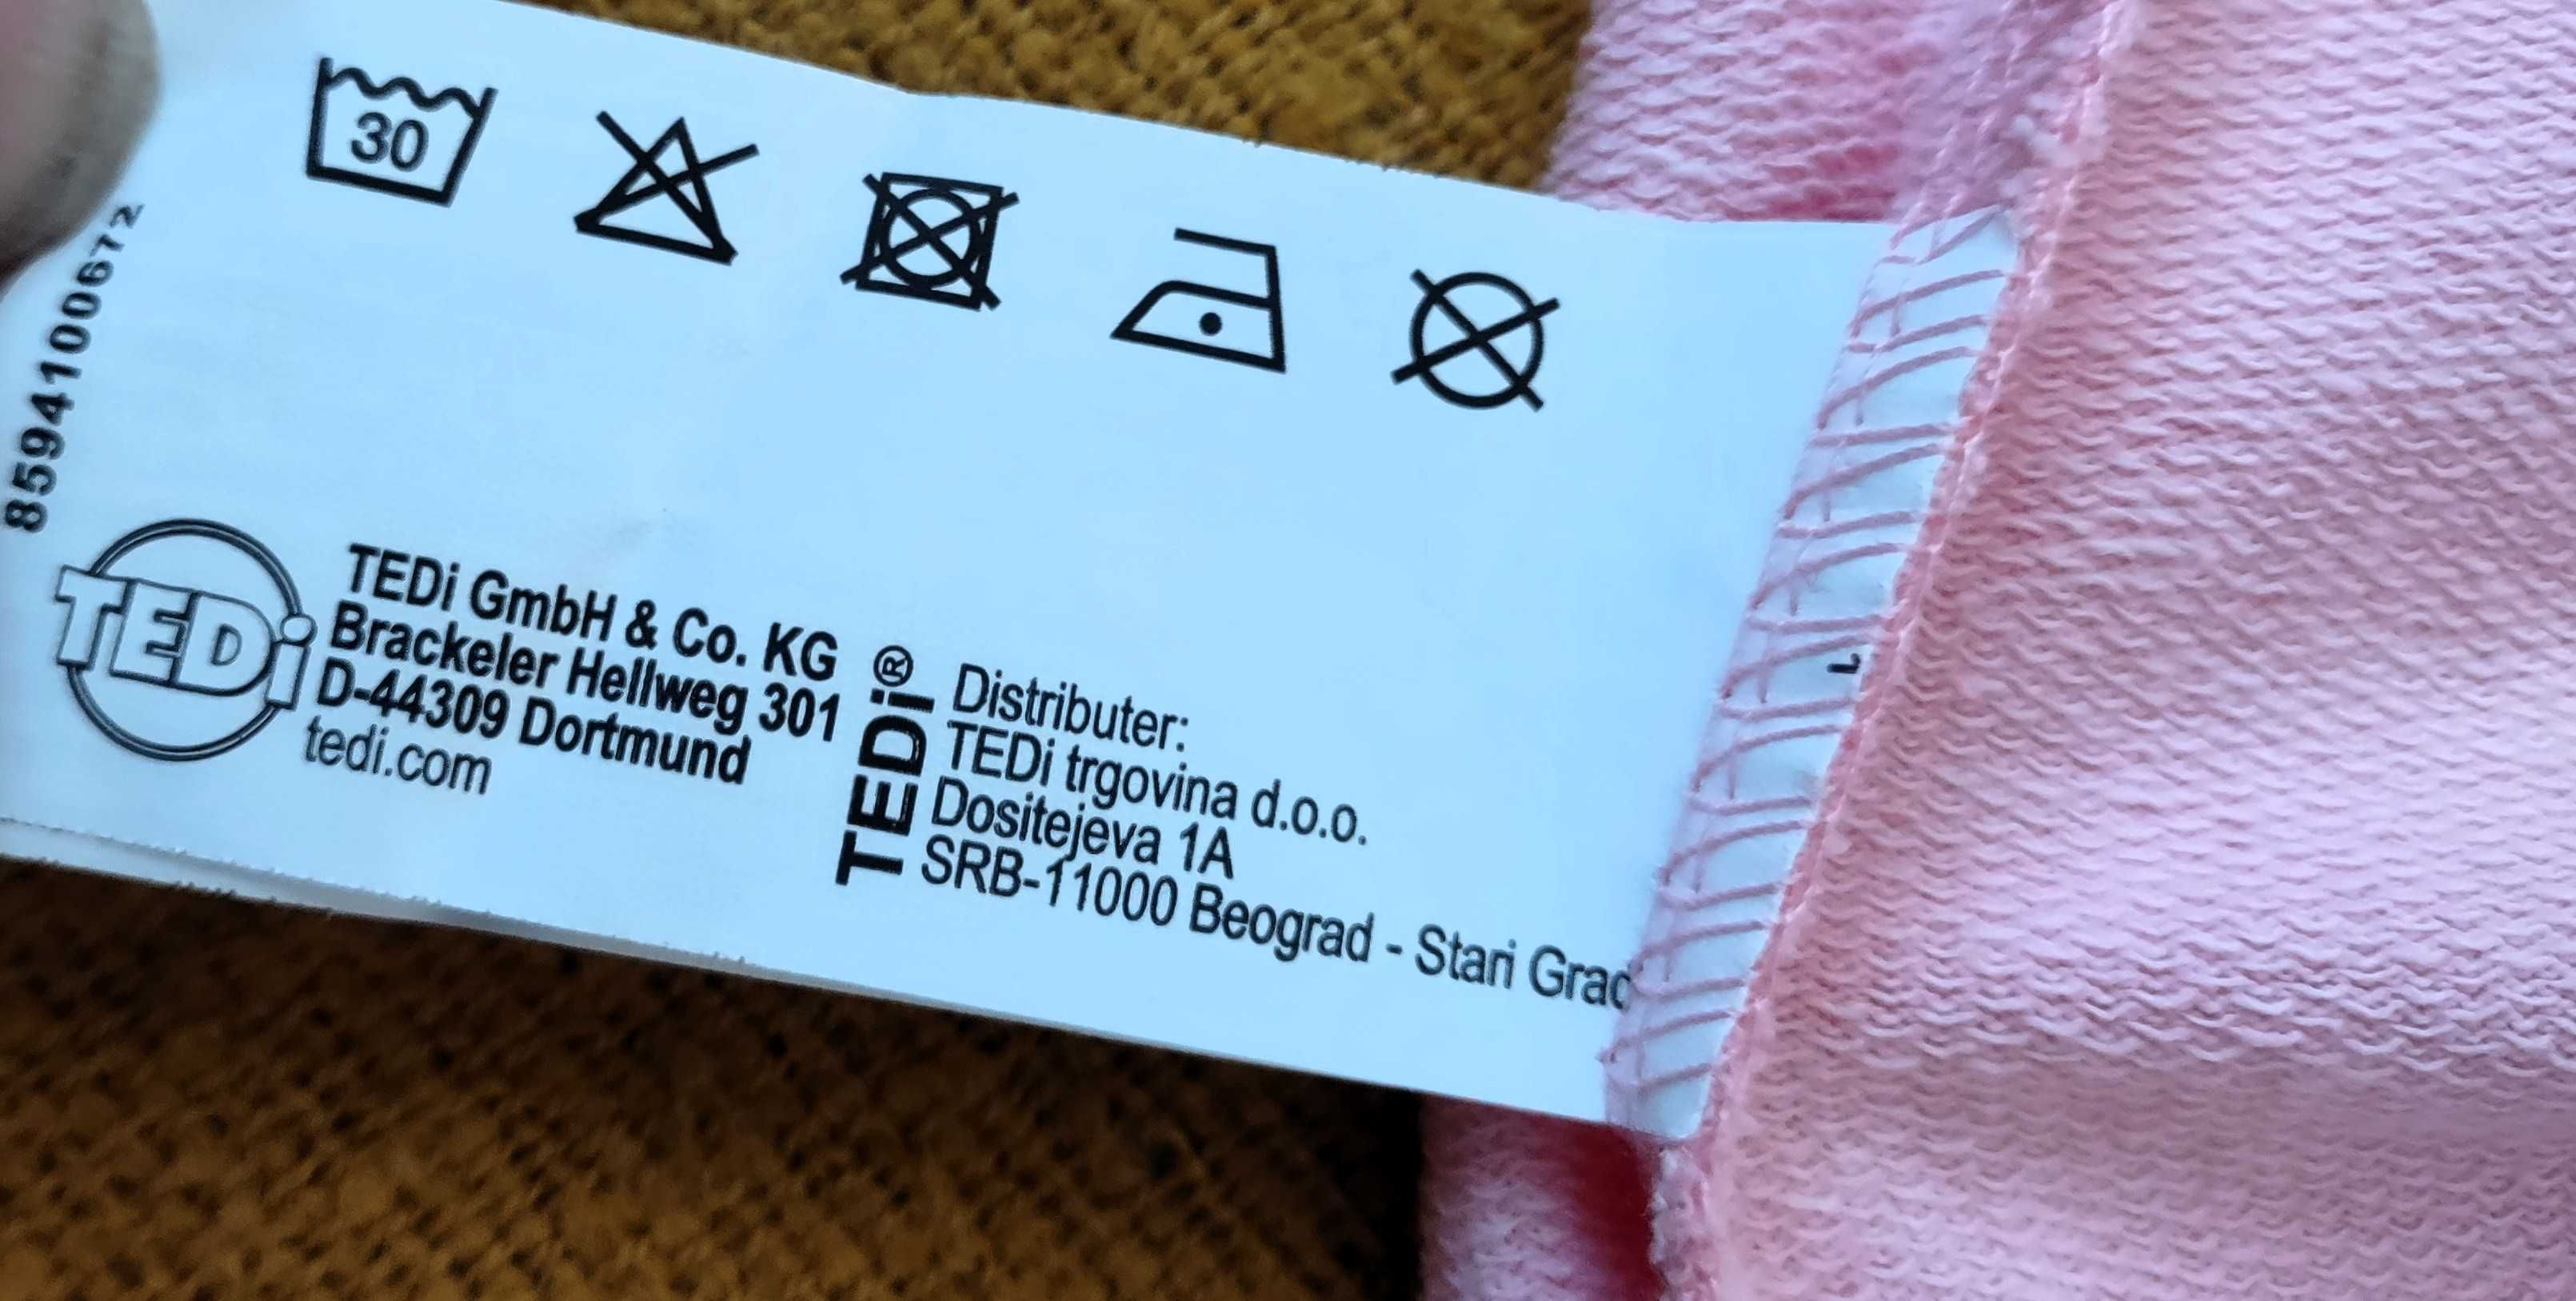 30
8594100672
TEDi
TEDi GmbH & Co. KG
Brackeler Hellweg 301
D-44309 Dortmund
tedi.com
TEDi®
Distributer:
TEDi trgovina d.o.o.
Dositejeva 1A
SRB-11000 Beograd - Stari Grad